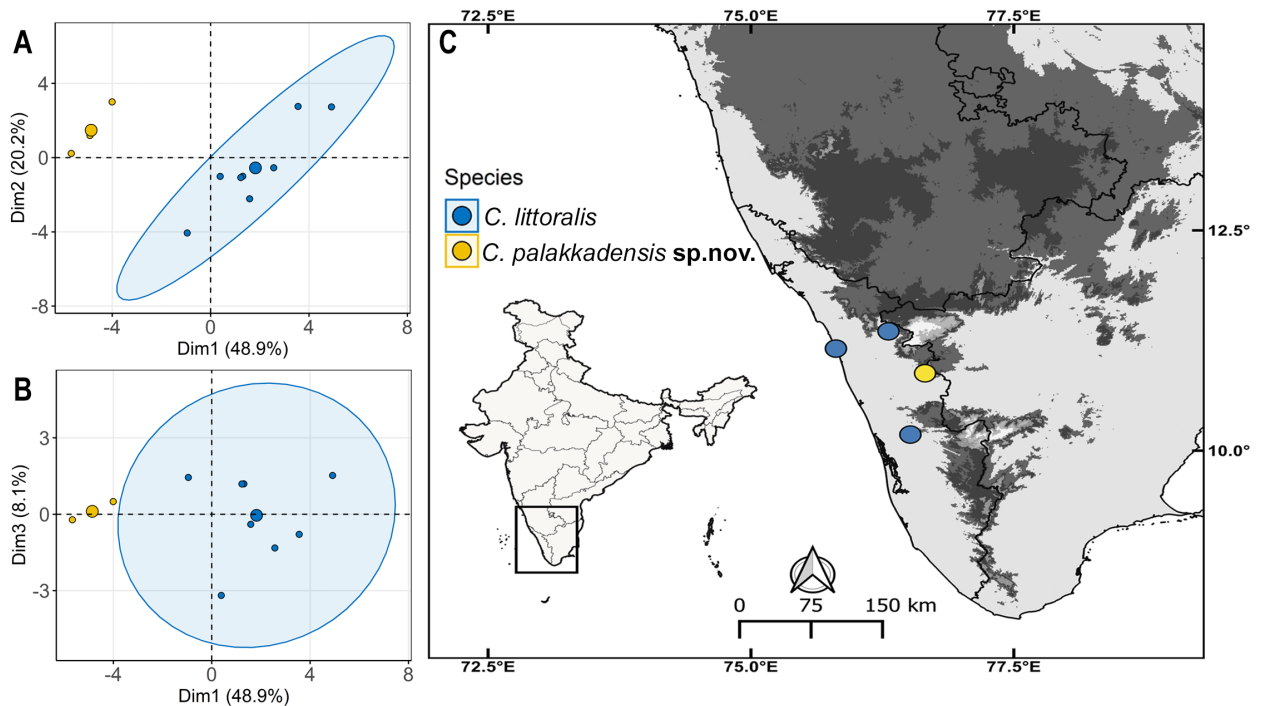 A
4
0
-4
-8
Dim2 (20.2%)
-4 0 4 8
Dim1 (48.9%)
B
3
0
-3
Dim3 (8.1%)
-4 0 4 8
Dim1 (48.9%)
C
72.5°E 75.0°E 77.5°E
Species
C. littoralis
C. palakkadensis sp.nov.
12.5°
10.0°
0 75 150 km
72.5°E 75.0°E 77.5°E